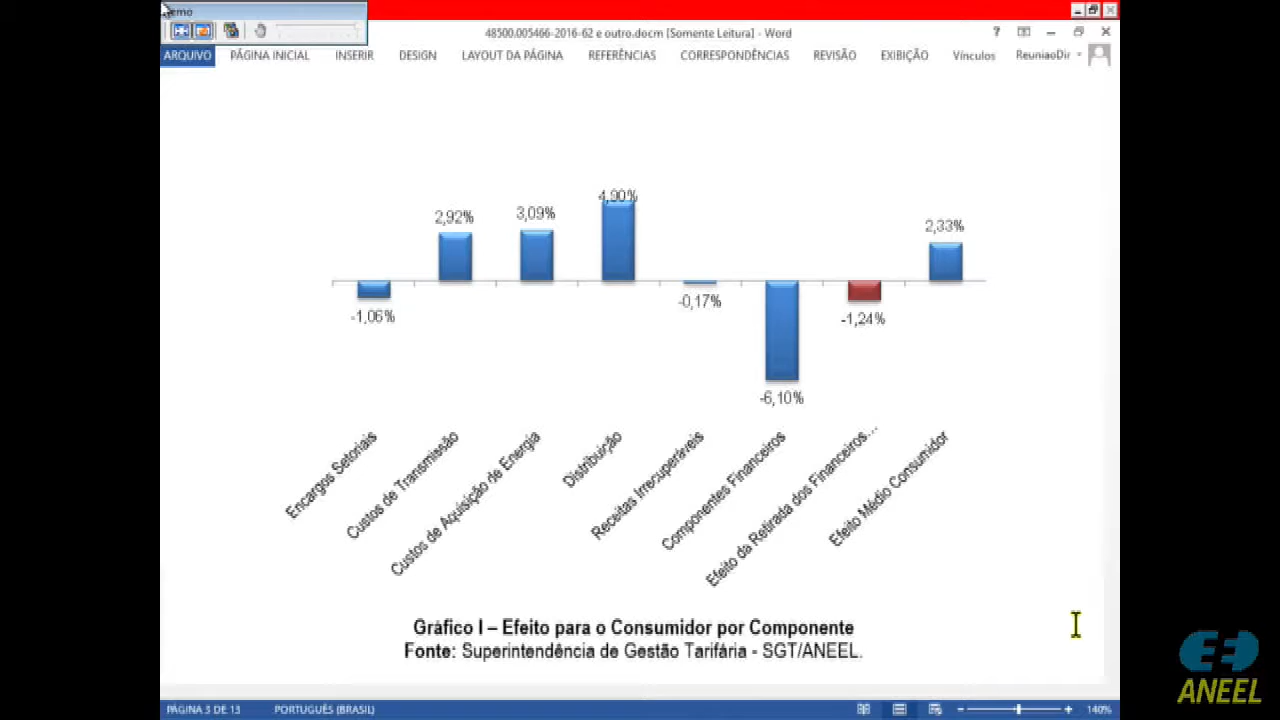 emo
48500.005466-2016-62 e outro.docm [Somente Leitura] - Word
?
ARQUIVO PÁGINA INICIAL INSERIR DESIGN LAYOUT DA PÁGINA REFERÊNCIAS CORRESPONDÊNCIAS REVISÃO EXIBIÇÃO Vínculos ReuniaoDir
-1,06%
2,92%
3,09%
4,90%
-0,17%
-6,10%
-1,24%
2,33%
Encargos Setoriais
Custos de Transmissão
Custos de Aquisição de Energia
Distribuição
Receitas Irrecuperáveis
Componentes Financeiros
Efeito da Retirada dos Financeiros...
Efeito Médio Consumidor
Gráfico I – Efeito para o Consumidor por Componente
Fonte: Superintendência de Gestão Tarifária - SGT/ANEEL.
ANEEL
PÁGINA 3 DE 13 PORTUGUÊS (BRASIL) 140%